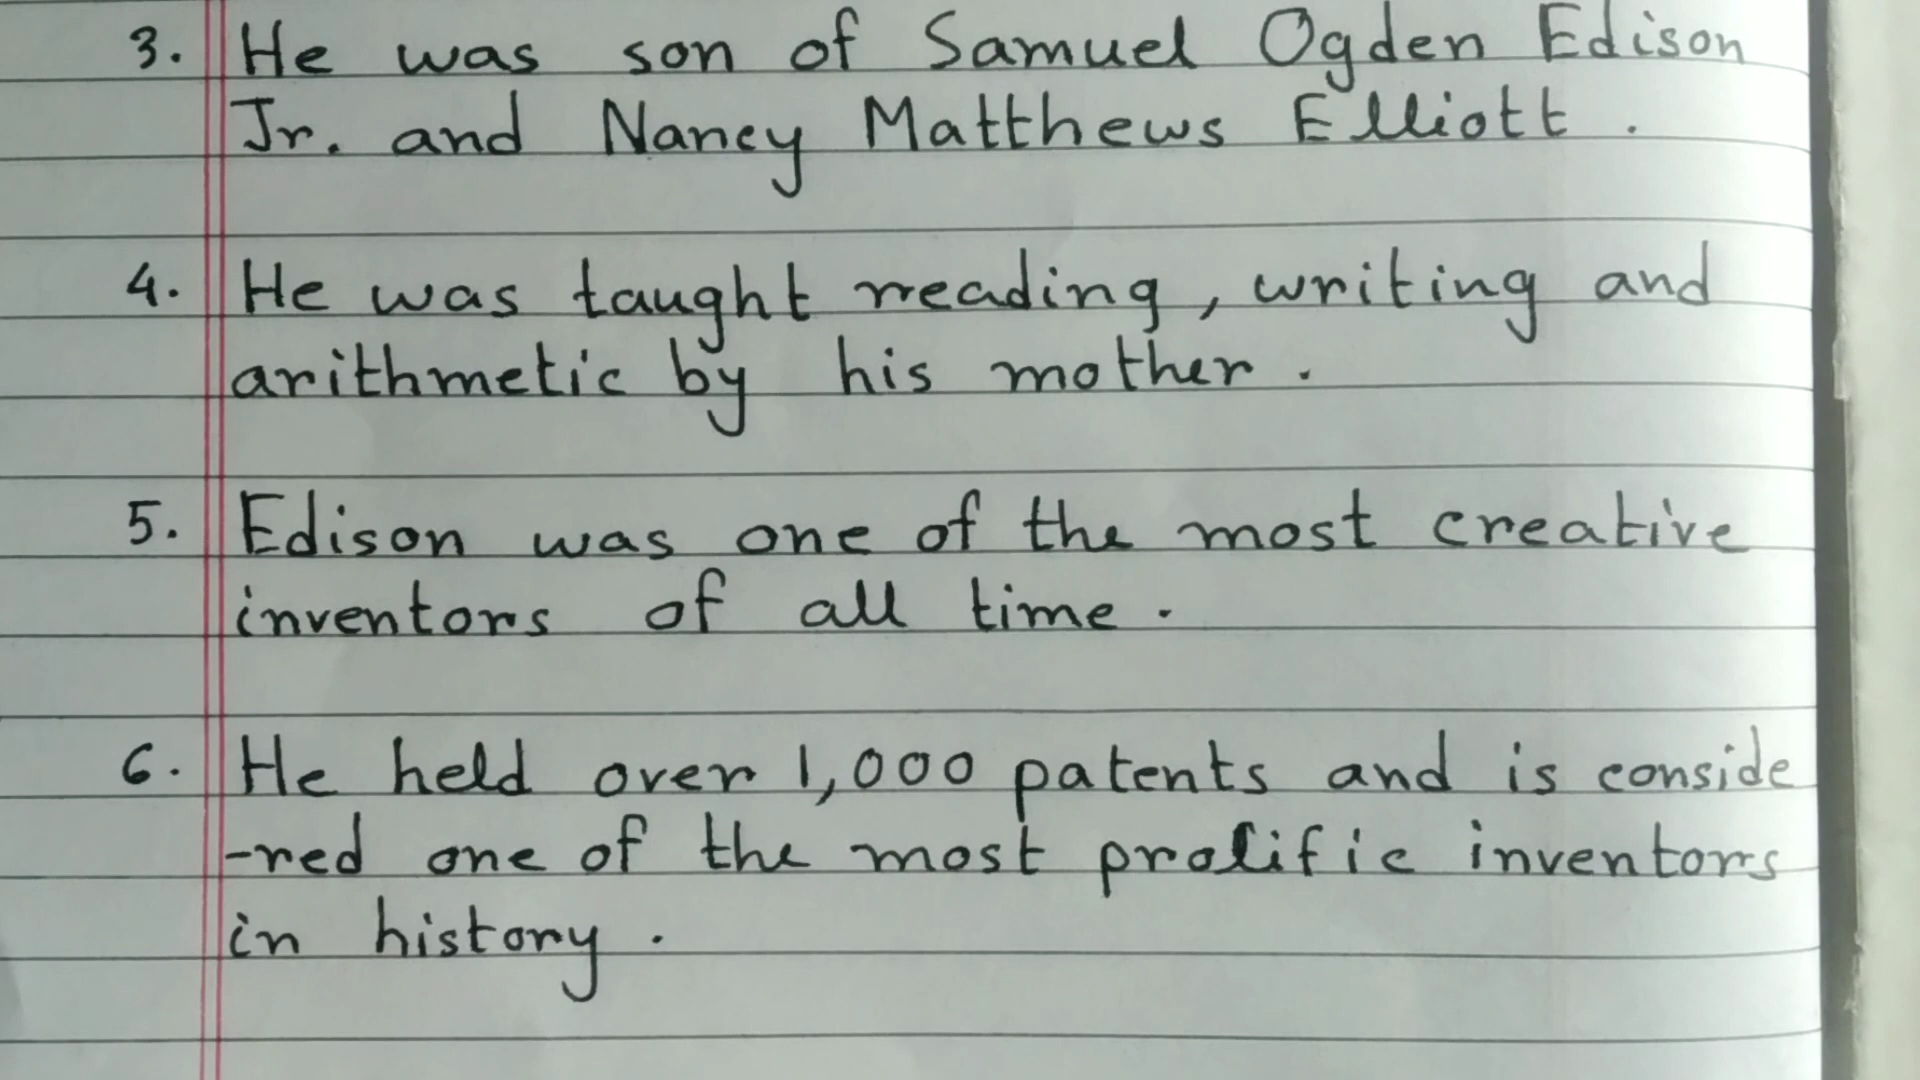 3. He was son of Samuel Ogden Edison
Jr. and Nancy Matthews Elliott .
4. He was taught reading, writing and
arithmetic by his mother .
5. Edison was one of the most creative
inventors of all time .
6. He held over 1,000 patents and is conside
-red one of the most prolific inventors
in history .